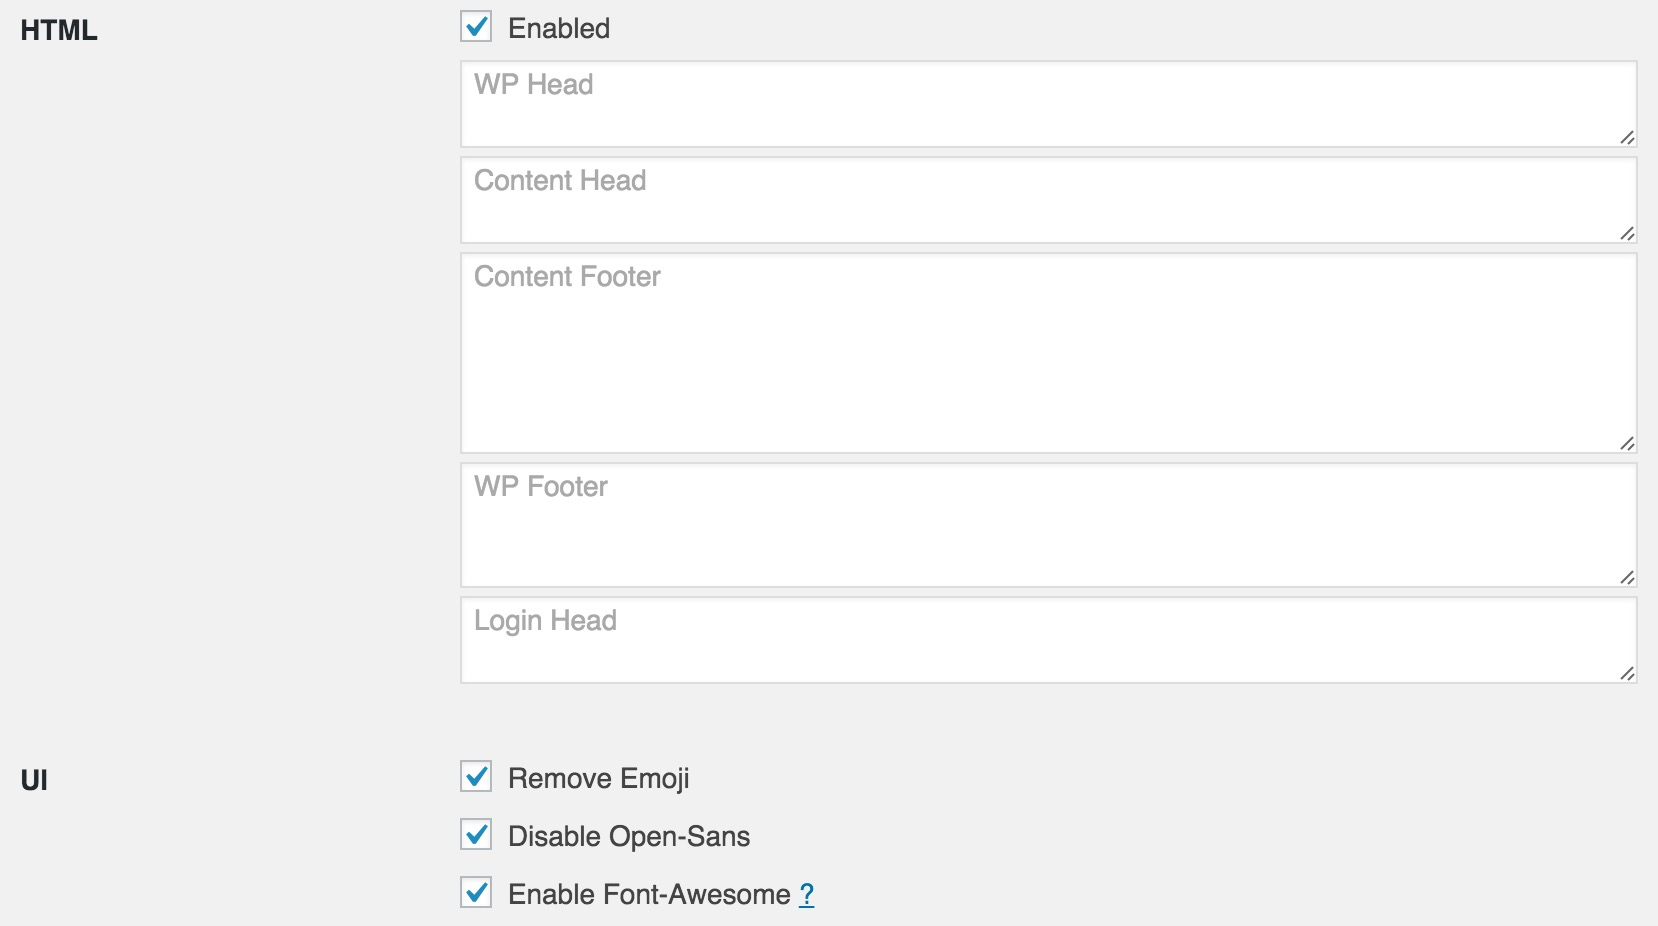 HTML
Enabled
WP Head
Content Head
Content Footer
WP Footer
Login Head
UI
Remove Emoji
Disable Open-Sans
Enable Font-Awesome ?